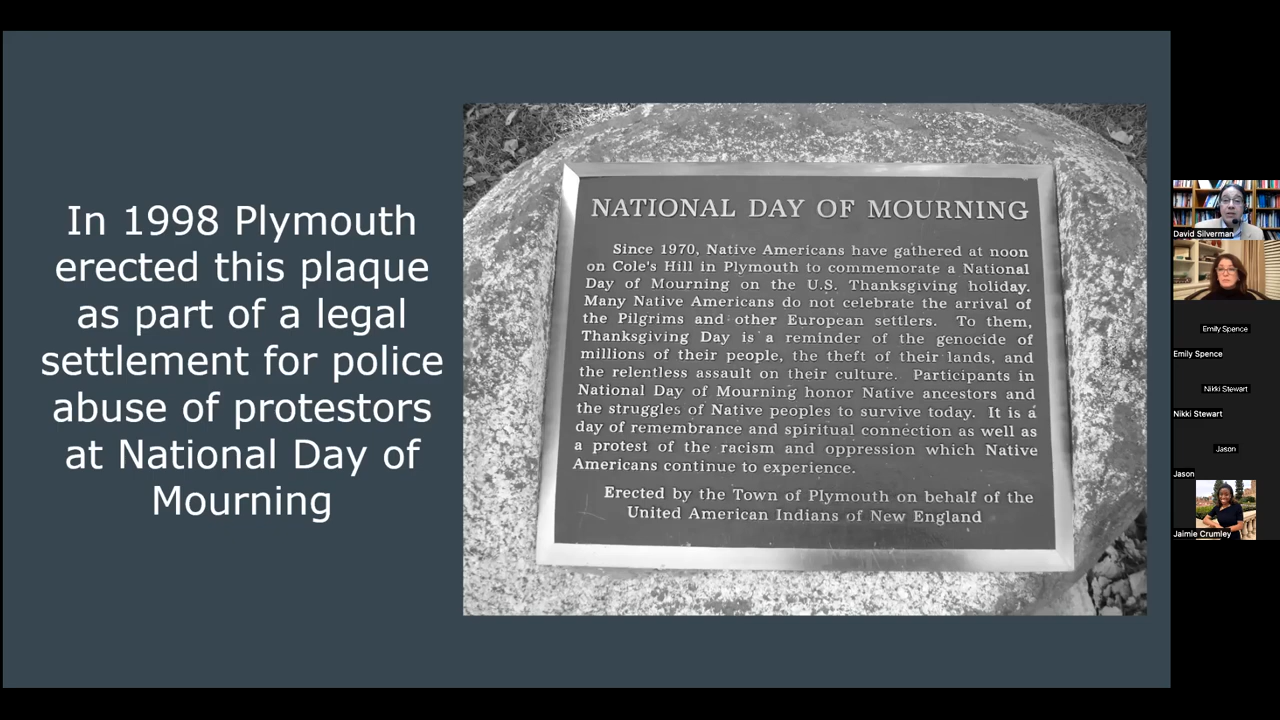 In 1998 Plymouth
erected this plaque
as part of a legal
settlement for police
abuse of protestors
at National Day of
Mourning
NATIONAL DAY OF MOURNING
Since 1970, Native Americans have gathered at noon
on Cole's Hill in Plymouth to commemorate a National
Day of Mourning on the U.S. Thanksgiving holiday.
Many Native Americans do not celebrate the arrival of
the Pilgrims and other European settlers. To them,
Thanksgiving Day is a reminder of the genocide of
millions of their people, the theft of their lands, and
the relentless assault on their culture. Participants in
National Day of Mourning honor Native ancestors and
the struggles of Native peoples to survive today. It is a
day of remembrance and spiritual connection as well as
a protest of the racism and oppression which Native
Americans continue to experience.
Erected by the Town of Plymouth on behalf of the
United American Indians of New England
David Silverman
Emily Spence
Emily Spence
Nikki Stewart
Nikki Stewart
Jason
Jason
Jaimie Crumley